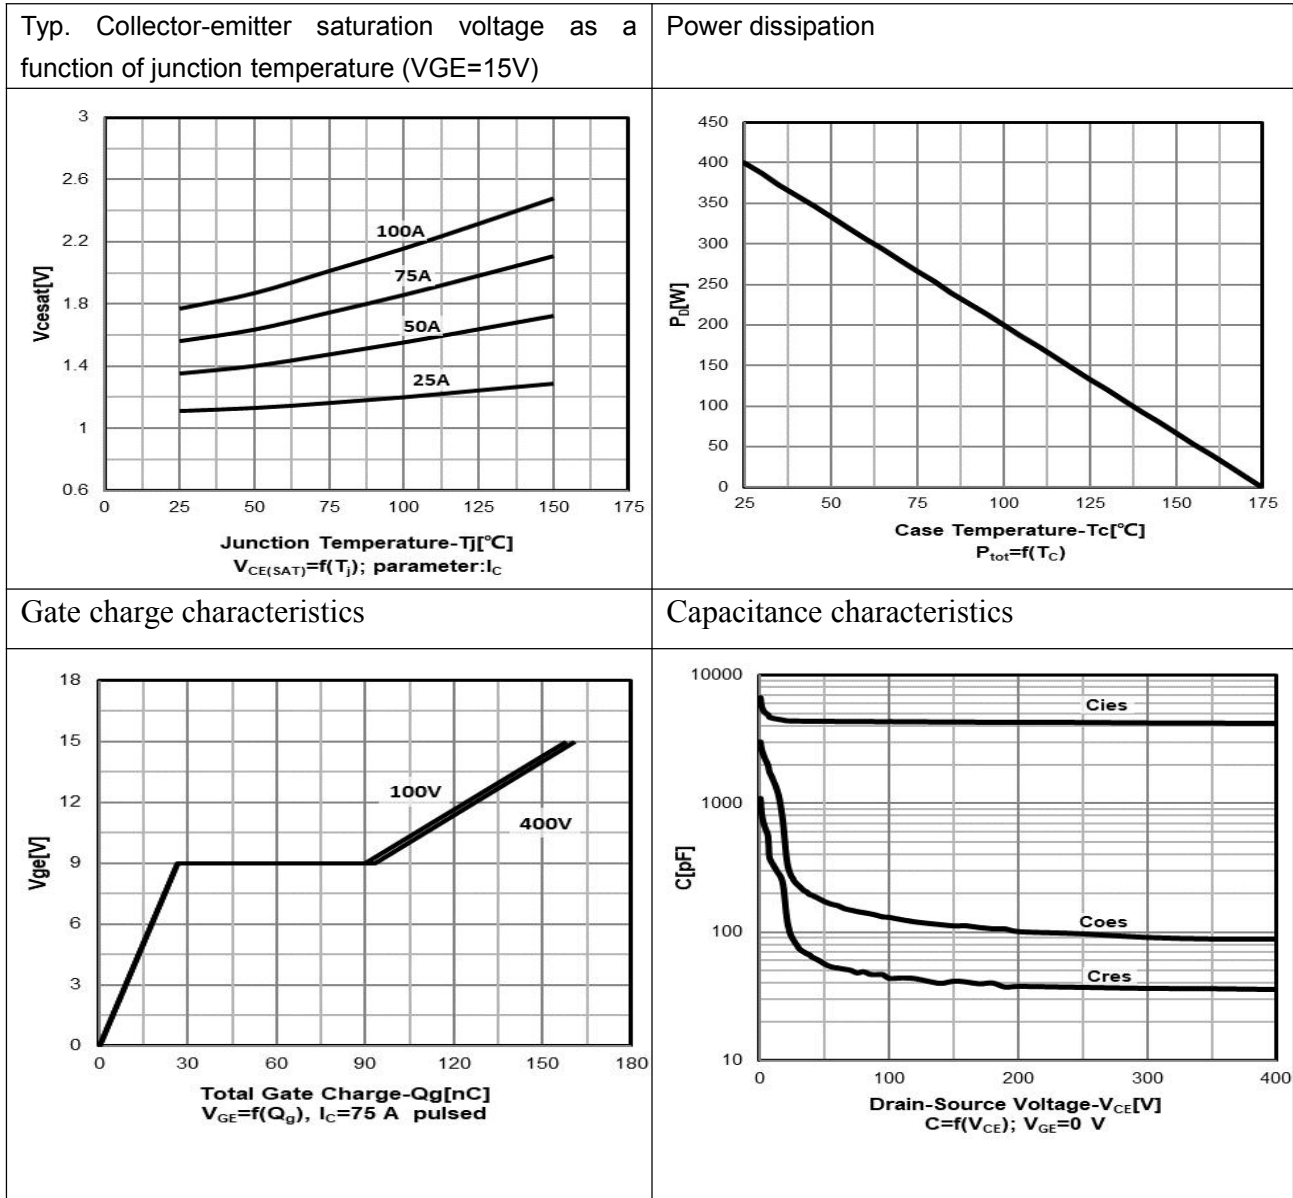 Typ. Collector-emitter saturation voltage as a
function of junction temperature (VGE=15V)
Power dissipation
3
2.6
2.2
1.8
1.4
1
0.6
Vcesat[V]
100A
75A
50A
25A
0 25 50 75 100 125 150 175
Junction Temperature-Tj[℃]
VCE(SAT)=f(Tj); parameter:IC
450
400
350
300
250
200
150
100
50
0
PD[W]
25 50 75 100 125 150 175
Case Temperature-Tc[℃]
Ptot=f(TC)
Gate charge characteristics
Capacitance characteristics
18
15
12
9
6
3
0
Vge[V]
100V
400V
0 30 60 90 120 150 180
Total Gate Charge-Qg[nC]
VGE=f(Qg), IC=75 A pulsed
10000
1000
100
10
C[pF]
Cies
Coes
Cres
0 100 200 300 400
Drain-Source Voltage-VCE[V]
C=f(VCE); VGE=0 V